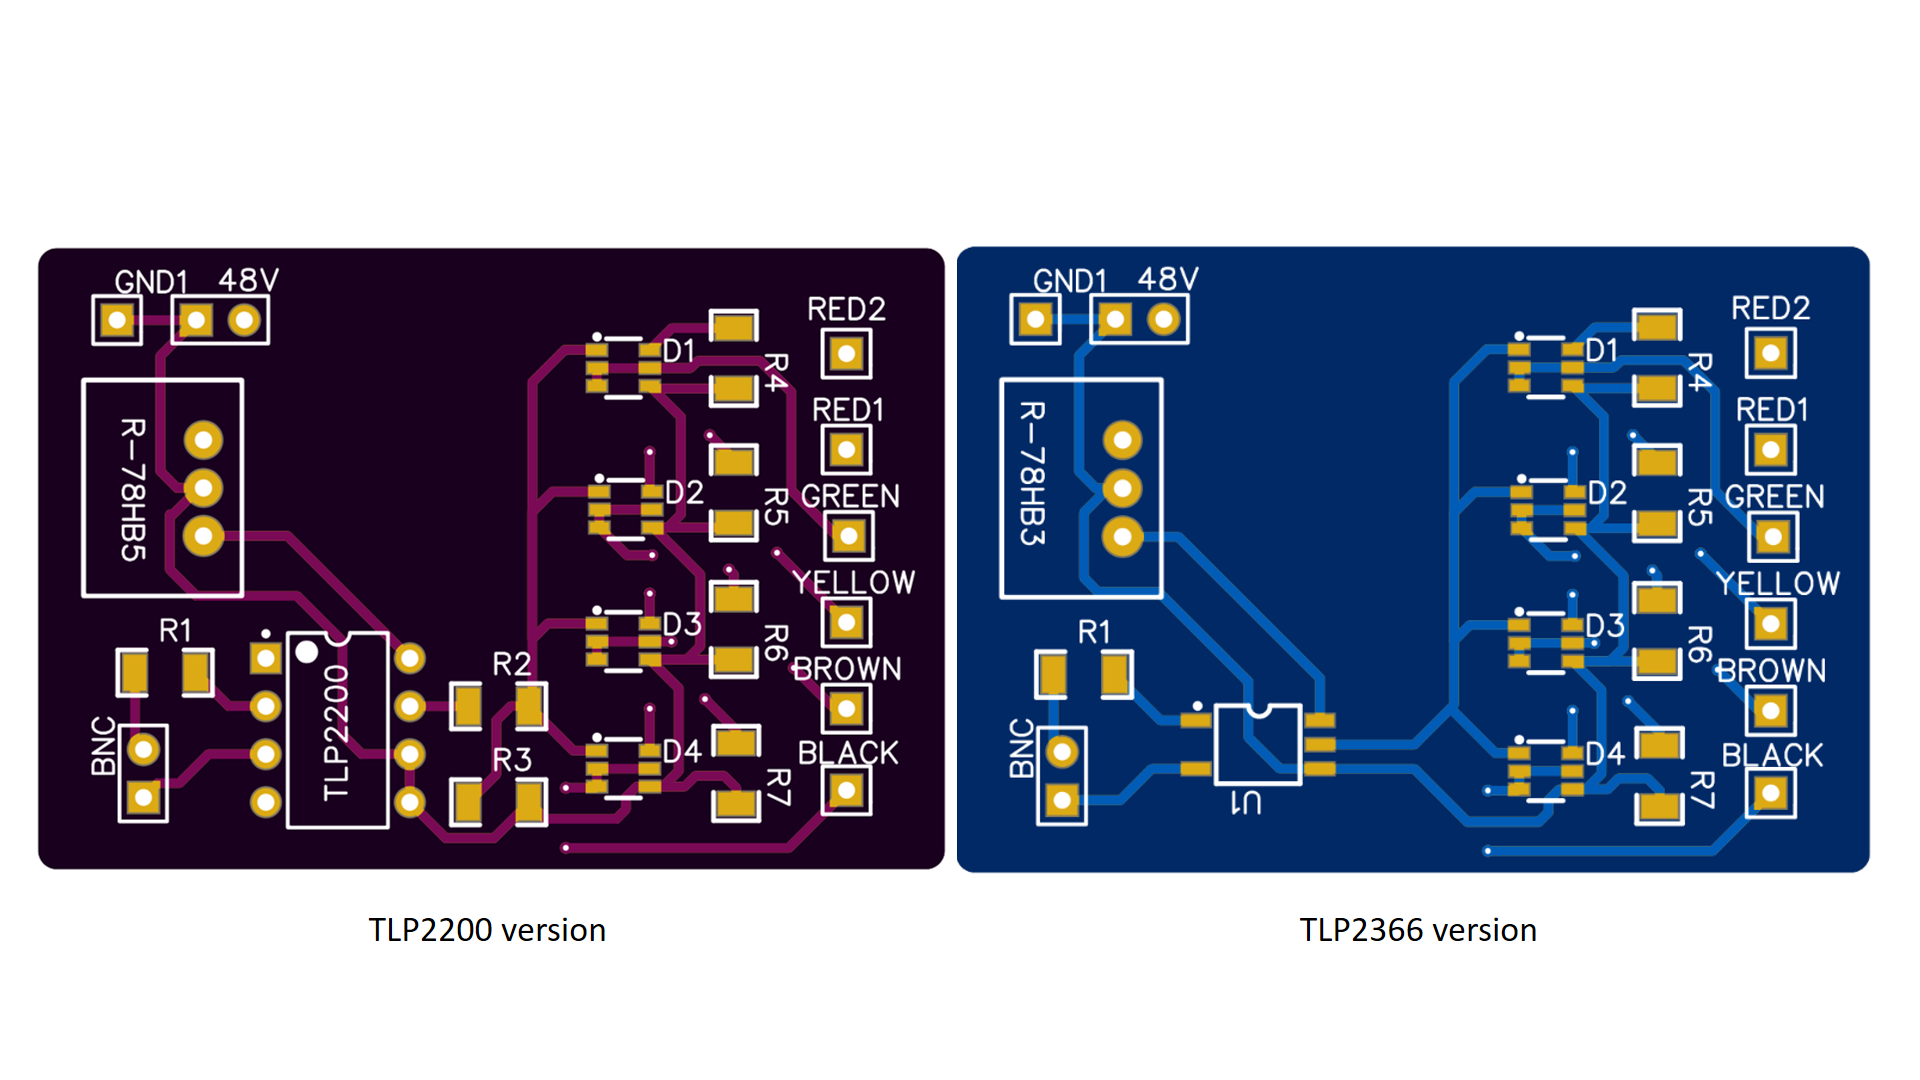 GND1 48V
RED2
D1
R4
RED1
R-78HB5
D2
R5
GREEN
YELLOW
R1
D3
R6
R2
BROWN
TLP2200
BNC
R3
D4
R7
BLACK
GND1 48V
RED2
D1
R4
RED1
R-78HB3
D2
R5
GREEN
YELLOW
R1
D3
R6
BROWN
BNC
U1
D4
R7
BLACK
TLP2200 version
TLP2366 version